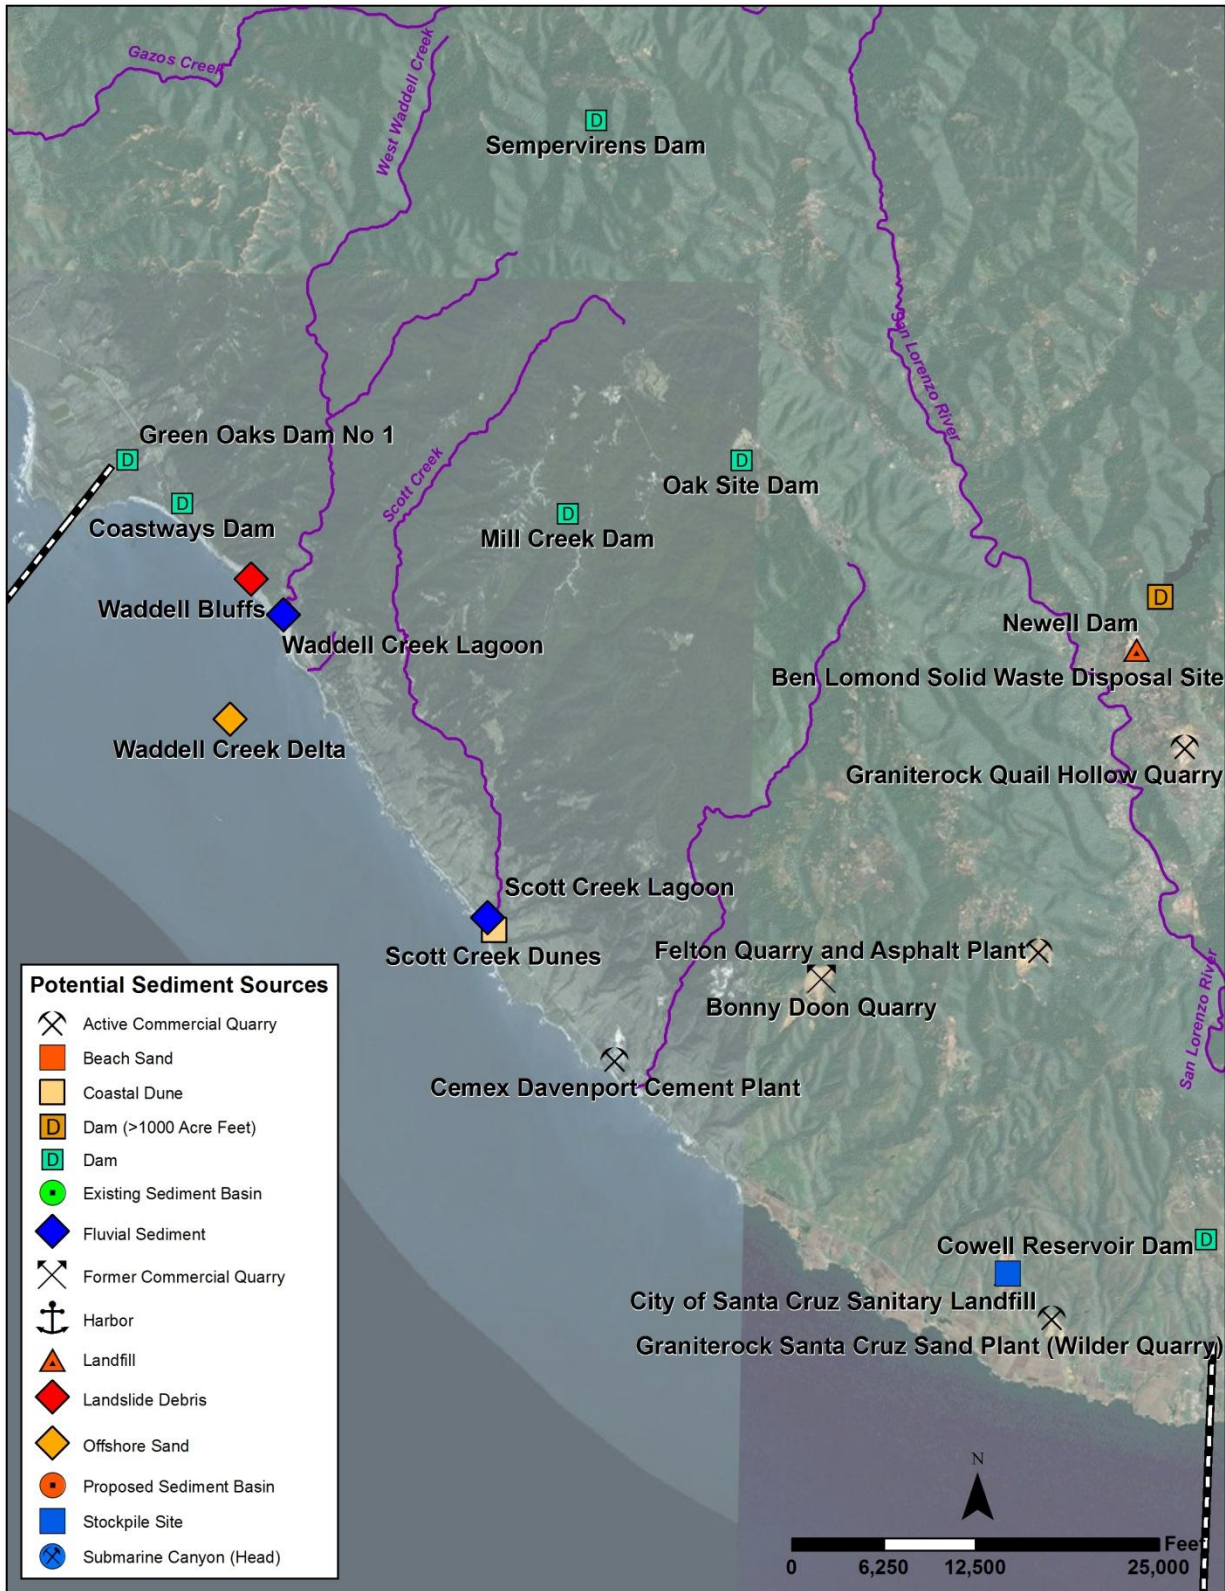 Gazos Creek
West Waddell Creek
D
Sempervirens Dam
San Lorenzo River
Green Oaks Dam No 1
D
D
Coastways Dam
Scott Creek
D
Oak Site Dam
D
Mill Creek Dam
Waddell Bluffs
Waddell Creek Lagoon
D
Newell Dam
Ben Lomond Solid Waste Disposal Site
Waddell Creek Delta
Graniterock Quail Hollow Quarry
Scott Creek Lagoon
Scott Creek Dunes
Felton Quarry and Asphalt Plant
Bonny Doon Quarry
San Lorenzo River
Cemex Davenport Cement Plant
Cowell Reservoir Dam
D
City of Santa Cruz Sanitary Landfill
Graniterock Santa Cruz Sand Plant (Wilder Quarry)
Potential Sediment Sources
Active Commercial Quarry
Beach Sand
Coastal Dune
D Dam (>1000 Acre Feet)
D Dam
Existing Sediment Basin
Fluvial Sediment
Former Commercial Quarry
Harbor
Landfill
Landslide Debris
Offshore Sand
Proposed Sediment Basin
Stockpile Site
Submarine Canyon (Head)
N
Feet
0 6,250 12,500 25,000